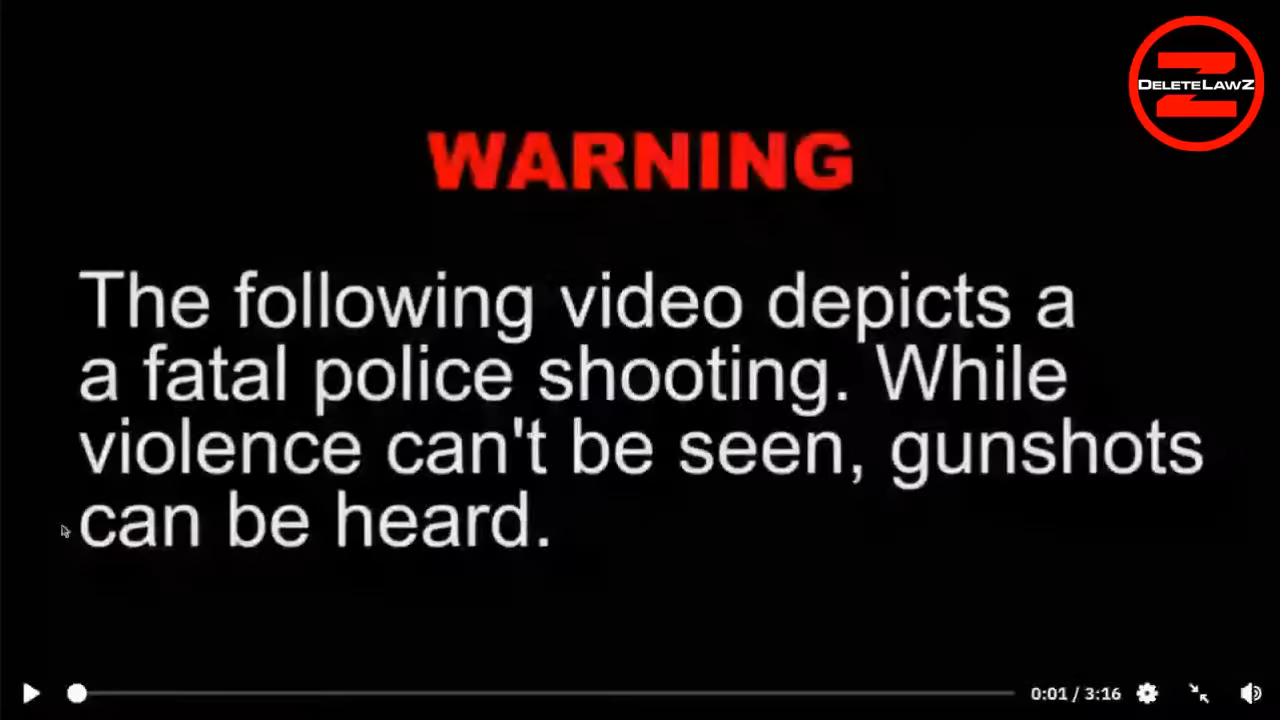 DELETELAWZ
WARNING
The following video depicts a
a fatal police shooting. While
violence can't be seen, gunshots
can be heard.
0:01 / 3:16